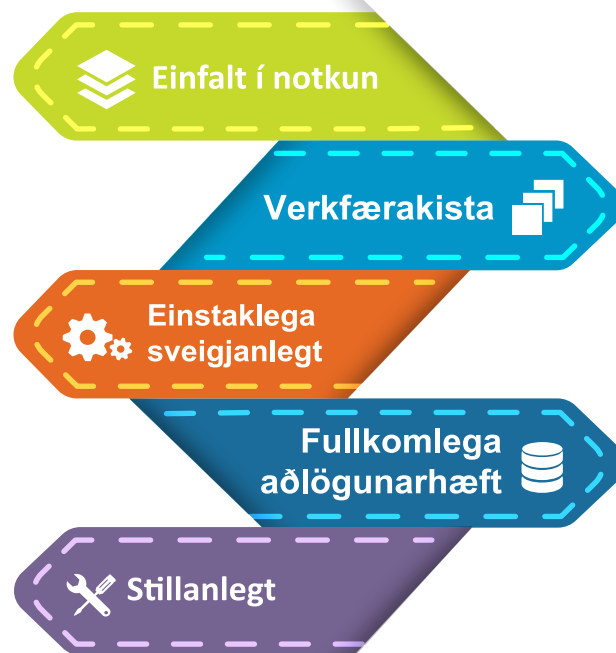 Einfalt í notkun
Verkfærakista
Einstaklega
sveigjanlegt
Fullkomlega
aðlögunarhæft
Stillanlegt